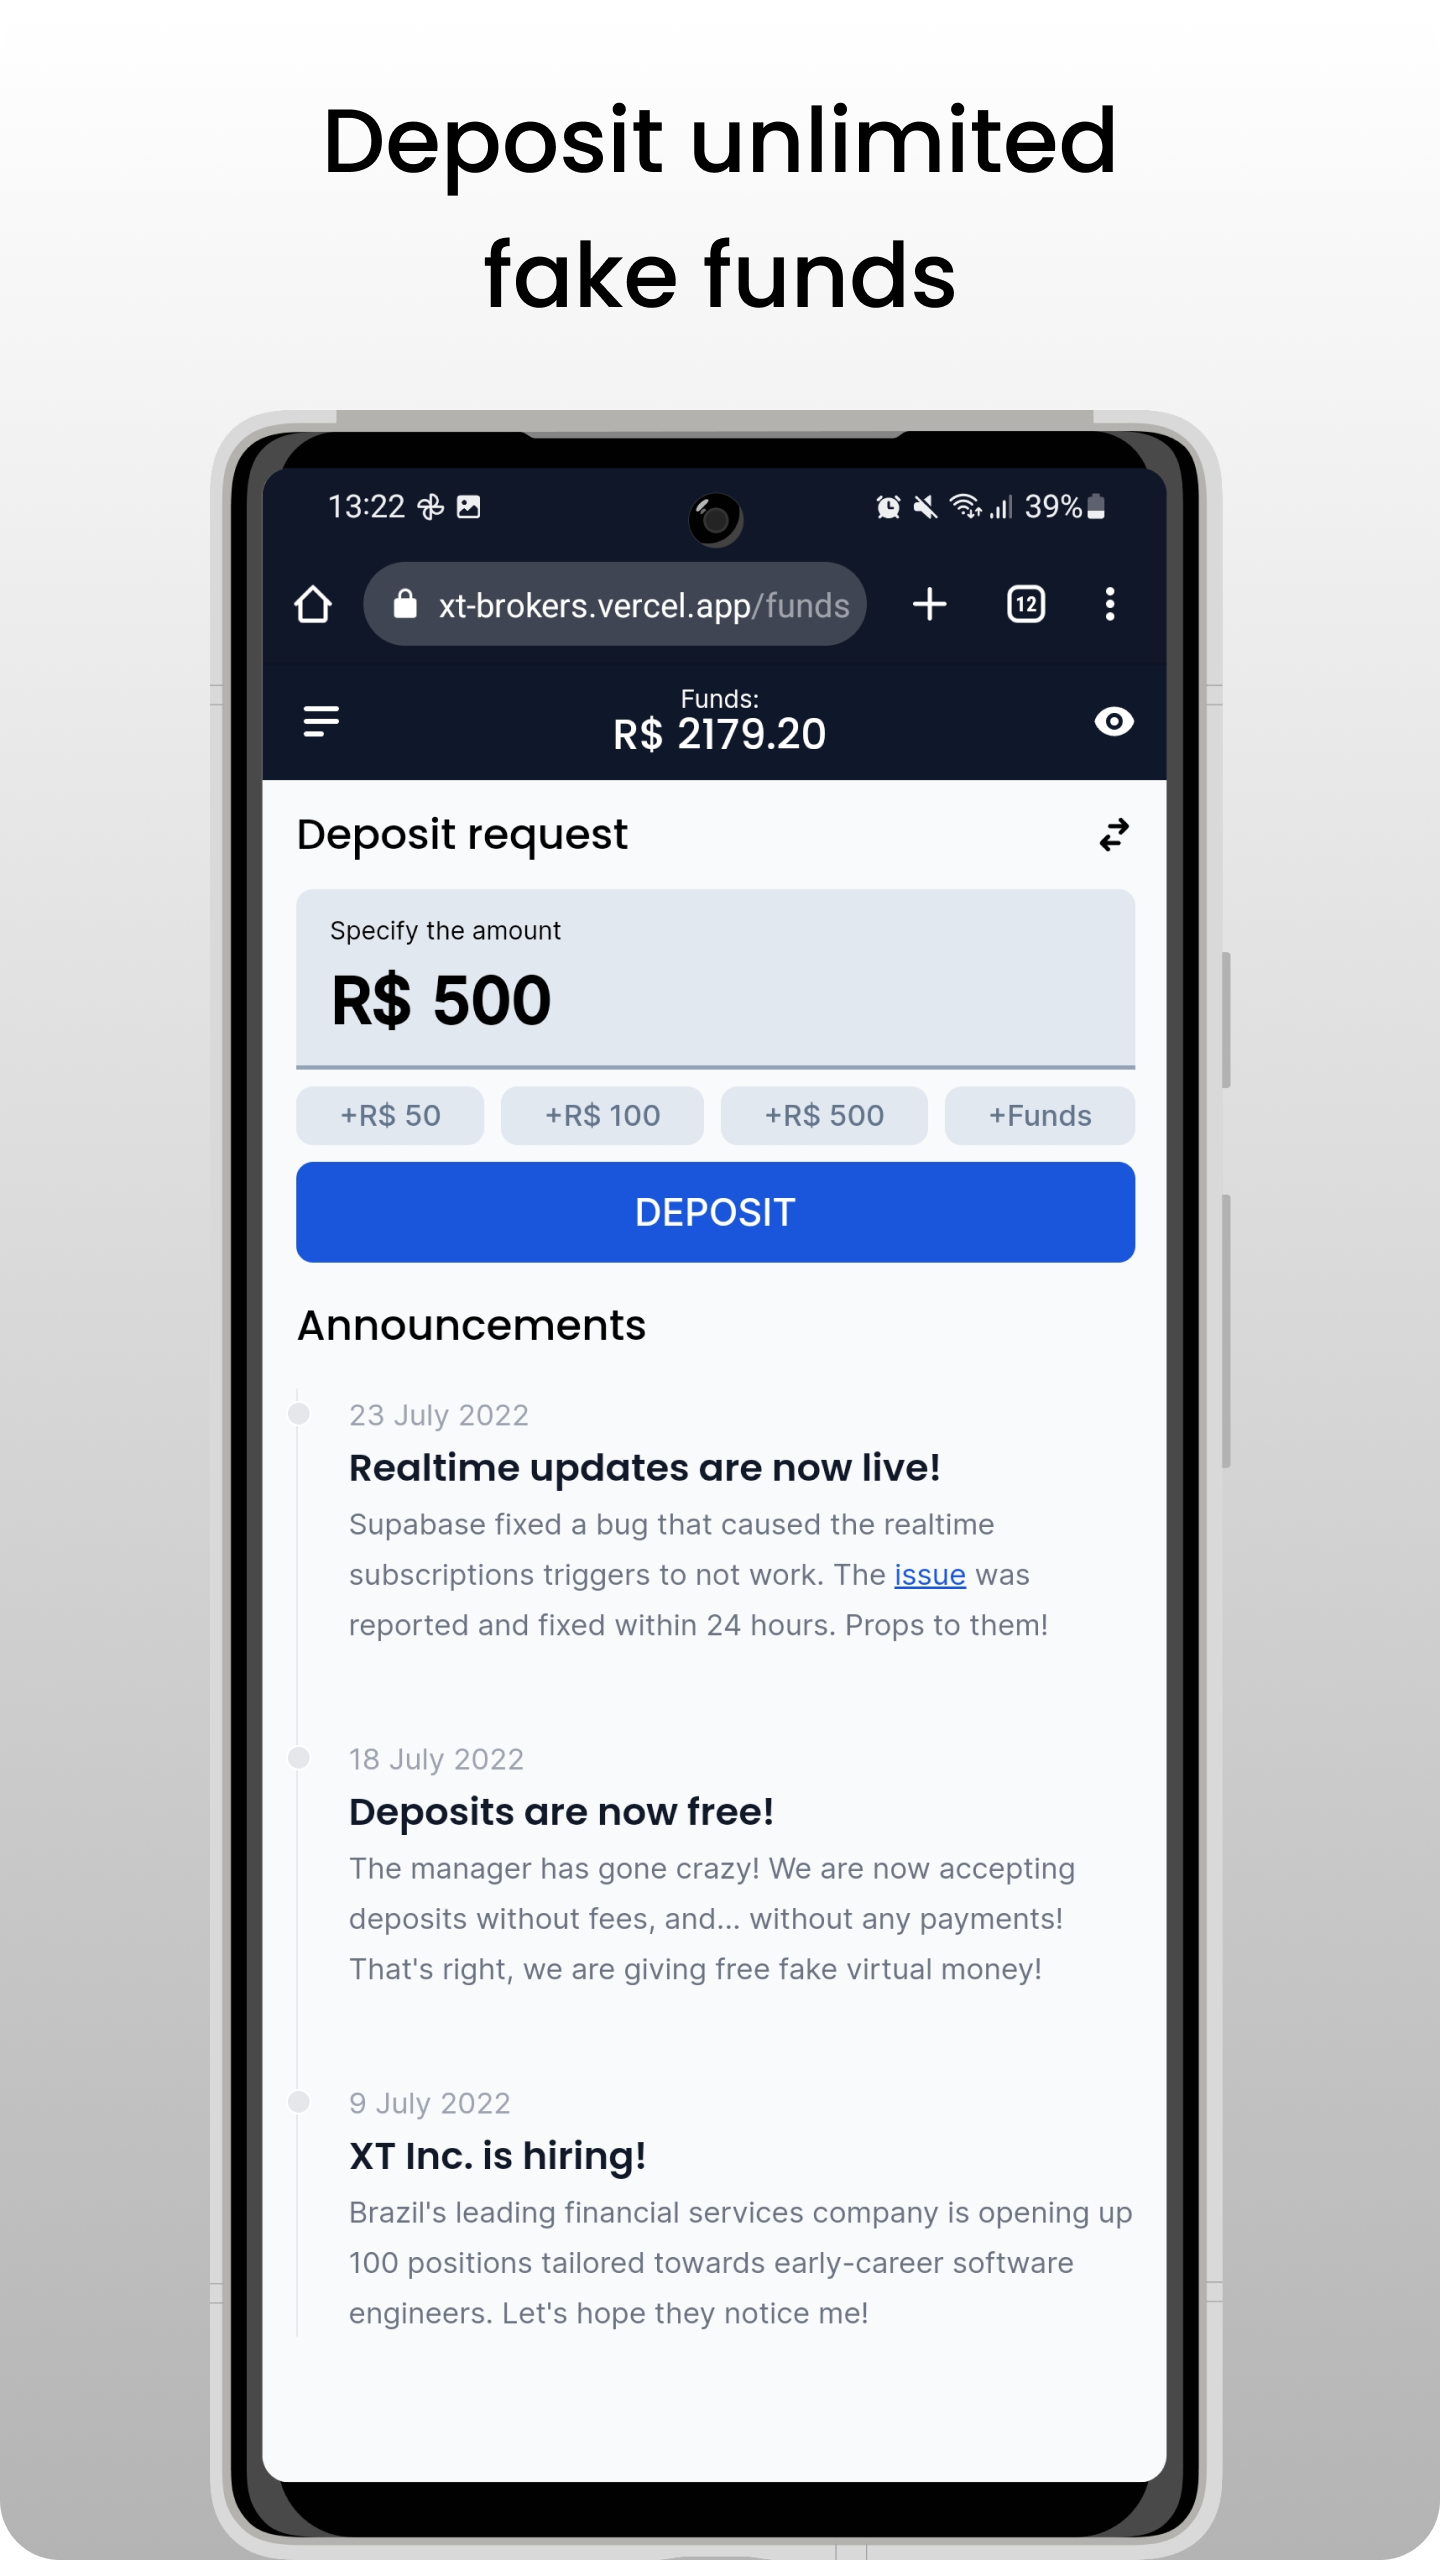 Deposit unlimited
fake funds
13:22
39%
xt-brokers.vercel.app/funds
12
Funds:
R$ 2179.20
Deposit request
Specify the amount
R$ 500
+R$ 50
+R$ 100
+R$ 500
+Funds
DEPOSIT
Announcements
23 July 2022
Realtime updates are now live!
Supabase fixed a bug that caused the realtime
subscriptions triggers to not work. The issue was
reported and fixed within 24 hours. Props to them!
18 July 2022
Deposits are now free!
The manager has gone crazy! We are now accepting
deposits without fees, and... without any payments!
That's right, we are giving free fake virtual money!
9 July 2022
XT Inc. is hiring!
Brazil's leading financial services company is opening up
100 positions tailored towards early-career software
engineers. Let's hope they notice me!